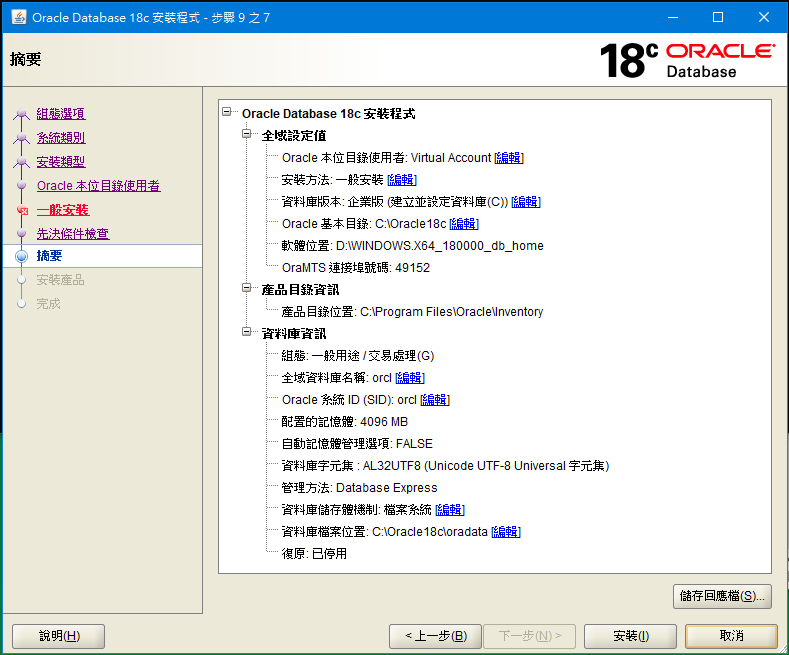 Oracle Database 18c 安裝程式 - 步驟 9 之 7
摘要
18c ORACLE
Database
組態選項
系統類別
安裝類型
Oracle 本位目錄使用者
一般安裝
先決條件檢查
摘要
安裝產品
完成
Oracle Database 18c 安裝程式
全域設定值
Oracle 本位目錄使用者: Virtual Account [編輯]
安裝方法: 一般安裝 [編輯]
資料庫版本: 企業版 (建立並設定資料庫(C)) [編輯]
Oracle 基本目錄: C:\Oracle18c [編輯]
軟體位置: D:\WINDOWS.X64_180000_db_home
OraMTS 連接埠號碼: 49152
產品目錄資訊
產品目錄位置: C:\Program Files\Oracle\Inventory
資料庫資訊
組態: 一般用途 / 交易處理(G)
全域資料庫名稱: orcl [編輯]
Oracle 系統 ID (SID): orcl [編輯]
配置的記憶體: 4096 MB
自動記憶體管理選項: FALSE
資料庫字元集 : AL32UTF8 (Unicode UTF-8 Universal 字元集)
管理方法: Database Express
資料庫儲存體機制: 檔案系統 [編輯]
資料庫檔案位置: C:\Oracle18c\oradata [編輯]
復原: 已停用
儲存回應檔(S)...
說明(H)
< 上一步(B)
下一步(N) >
安裝(I)
取消